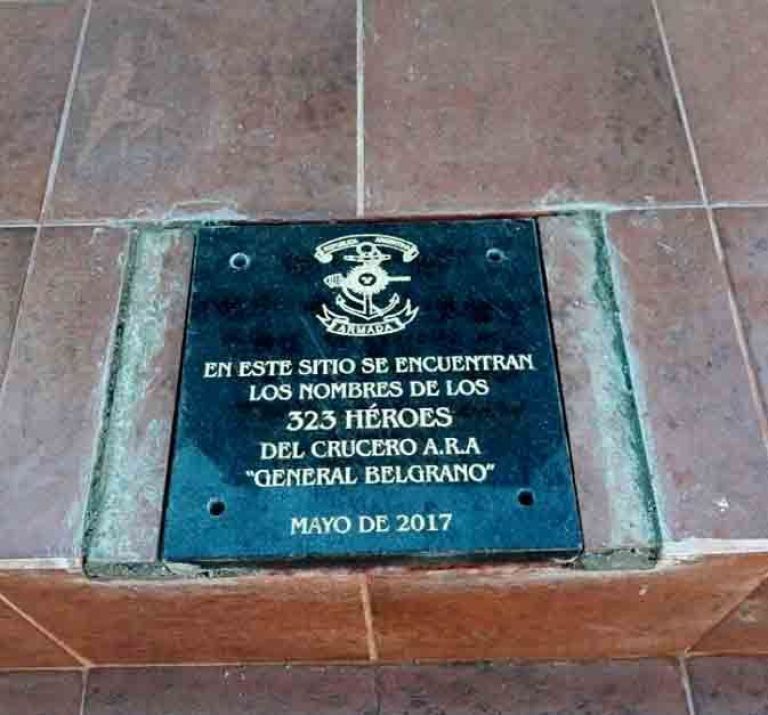 REPUBLICA ARGENTINA
ARMADA
EN ESTE SITIO SE ENCUENTRAN
LOS NOMBRES DE LOS
323 HÉROES
DEL CRUCERO A.R.A
"GENERAL BELGRANO"
MAYO DE 2017